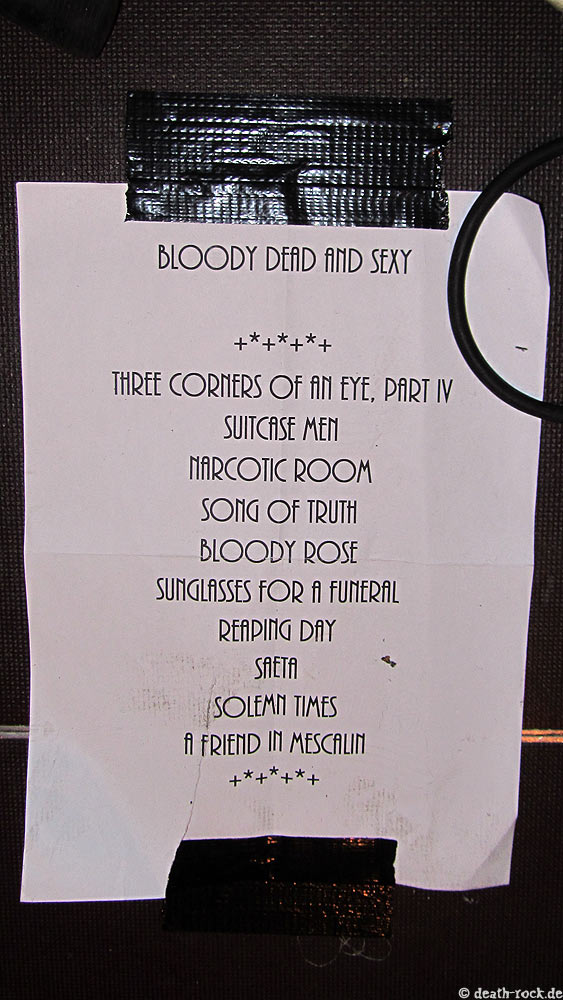 BLOODY DEAD AND SEXY
+*+*+*+
THREE CORNERS OF AN EYE, PART IV
SUITCASE MEN
NARCOTIC ROOM
SONG OF TRUTH
BLOODY ROSE
SUNGLASSES FOR A FUNERAL
REAPING DAY
SAETA
SOLEMN TIMES
A FRIEND IN MESCALIN
+*+*+*+
© death-rock.de